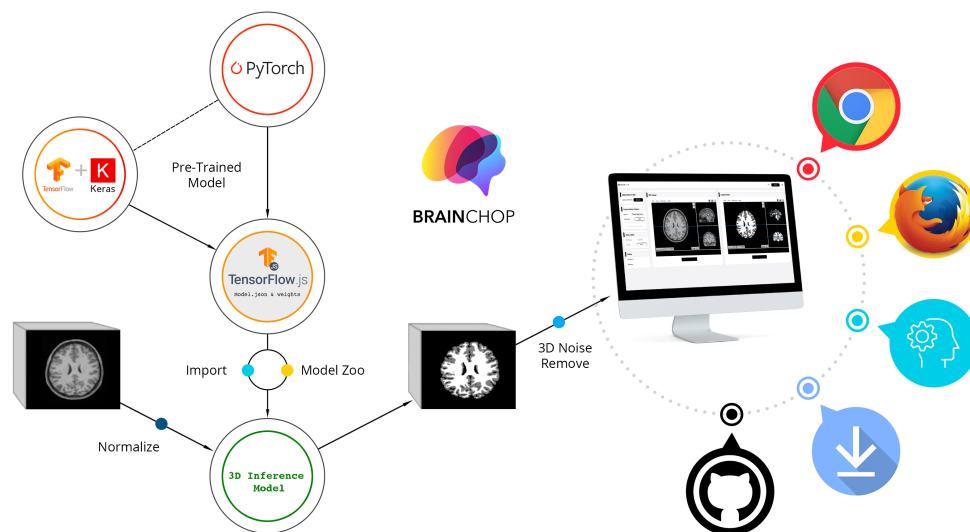 PyTorch
TensorFlow
+
K
Keras
Pre-Trained
Model
BRAINCHOP
JS
TensorFlow.js
Model.json & weights
Import
Model Zoo
3D Noise
Remove
Normalize
3D Inference
Model